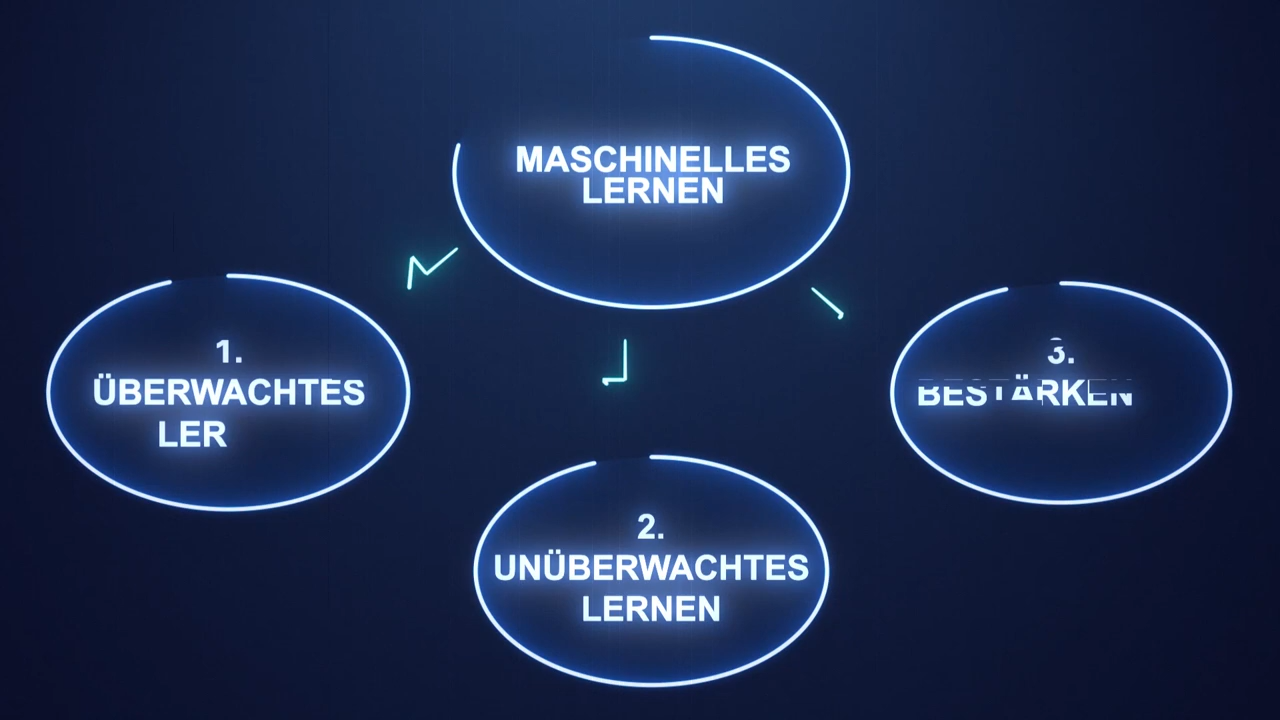 MASCHINELLES
LERNEN
1.
ÜBERWACHTES
LER
2.
UNÜBERWACHTES
LERNEN
3.
BESTÄRKEN